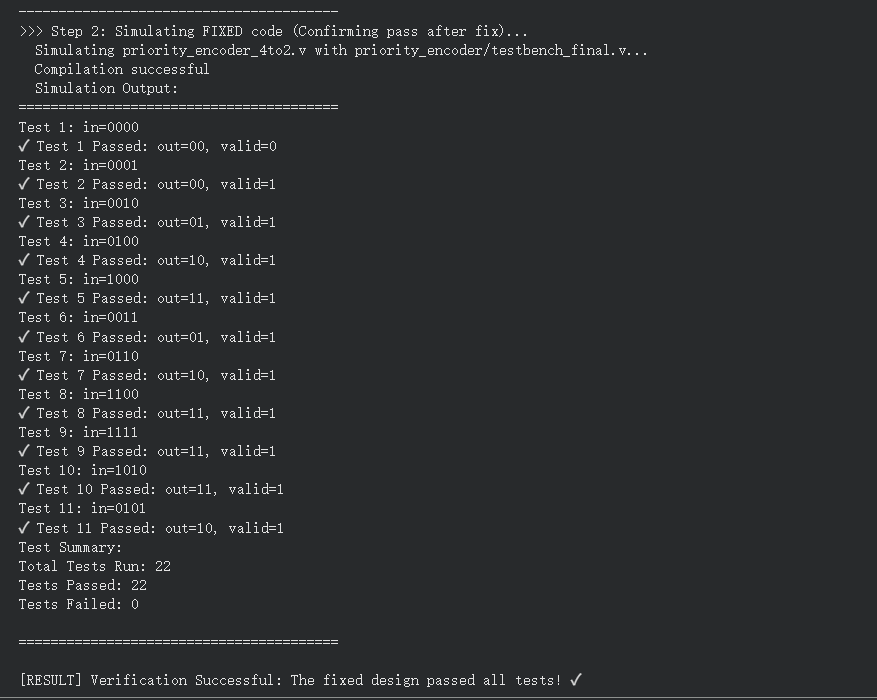 ----------------------------------------
>>> Step 2: Simulating FIXED code (Confirming pass after fix)...
  Simulating priority_encoder_4to2.v with priority_encoder/testbench_final.v...
  Compilation successful
  Simulation Output:
========================================
Test 1: in=0000
✓ Test 1 Passed: out=00, valid=0
Test 2: in=0001
✓ Test 2 Passed: out=00, valid=1
Test 3: in=0010
✓ Test 3 Passed: out=01, valid=1
Test 4: in=0100
✓ Test 4 Passed: out=10, valid=1
Test 5: in=1000
✓ Test 5 Passed: out=11, valid=1
Test 6: in=0011
✓ Test 6 Passed: out=01, valid=1
Test 7: in=0110
✓ Test 7 Passed: out=10, valid=1
Test 8: in=1100
✓ Test 8 Passed: out=11, valid=1
Test 9: in=1111
✓ Test 9 Passed: out=11, valid=1
Test 10: in=1010
✓ Test 10 Passed: out=11, valid=1
Test 11: in=0101
✓ Test 11 Passed: out=10, valid=1
Test Summary:
Total Tests Run: 22
Tests Passed: 22
Tests Failed: 0
========================================
[RESULT] Verification Successful: The fixed design passed all tests! ✓